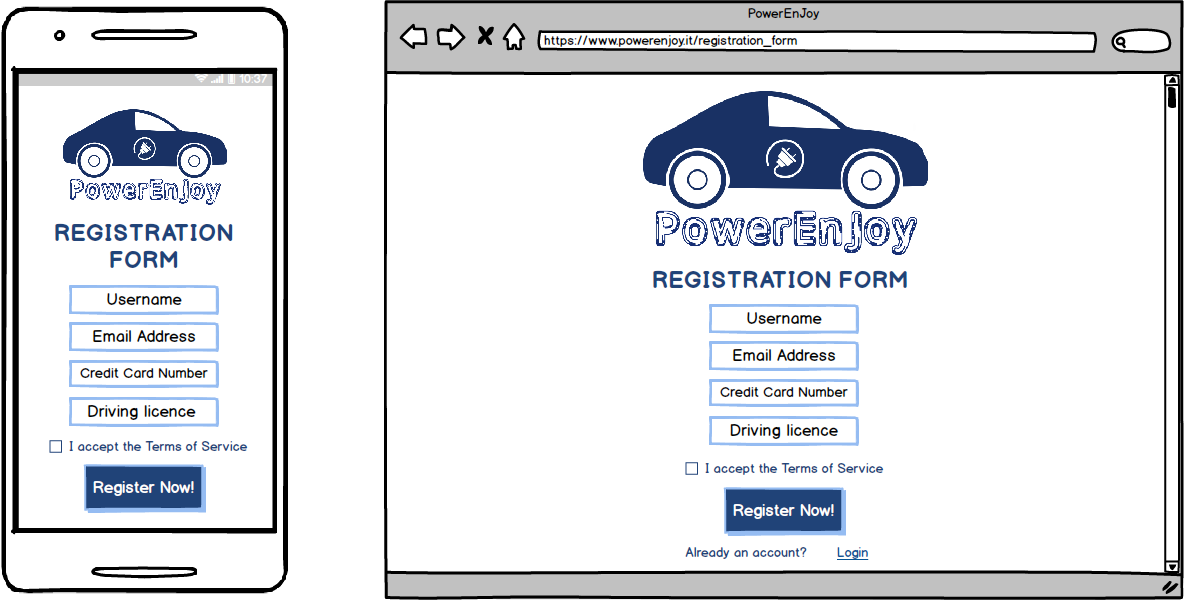 10:37
PowerEnJoy
REGISTRATION
FORM
Username
Email Address
Credit Card Number
Driving licence
I accept the Terms of Service
Register Now!
PowerEnJoy
https://www.powerenjoy.it/registration_form
PowerEnJoy
REGISTRATION FORM
Username
Email Address
Credit Card Number
Driving licence
I accept the Terms of Service
Register Now!
Already an account? Login